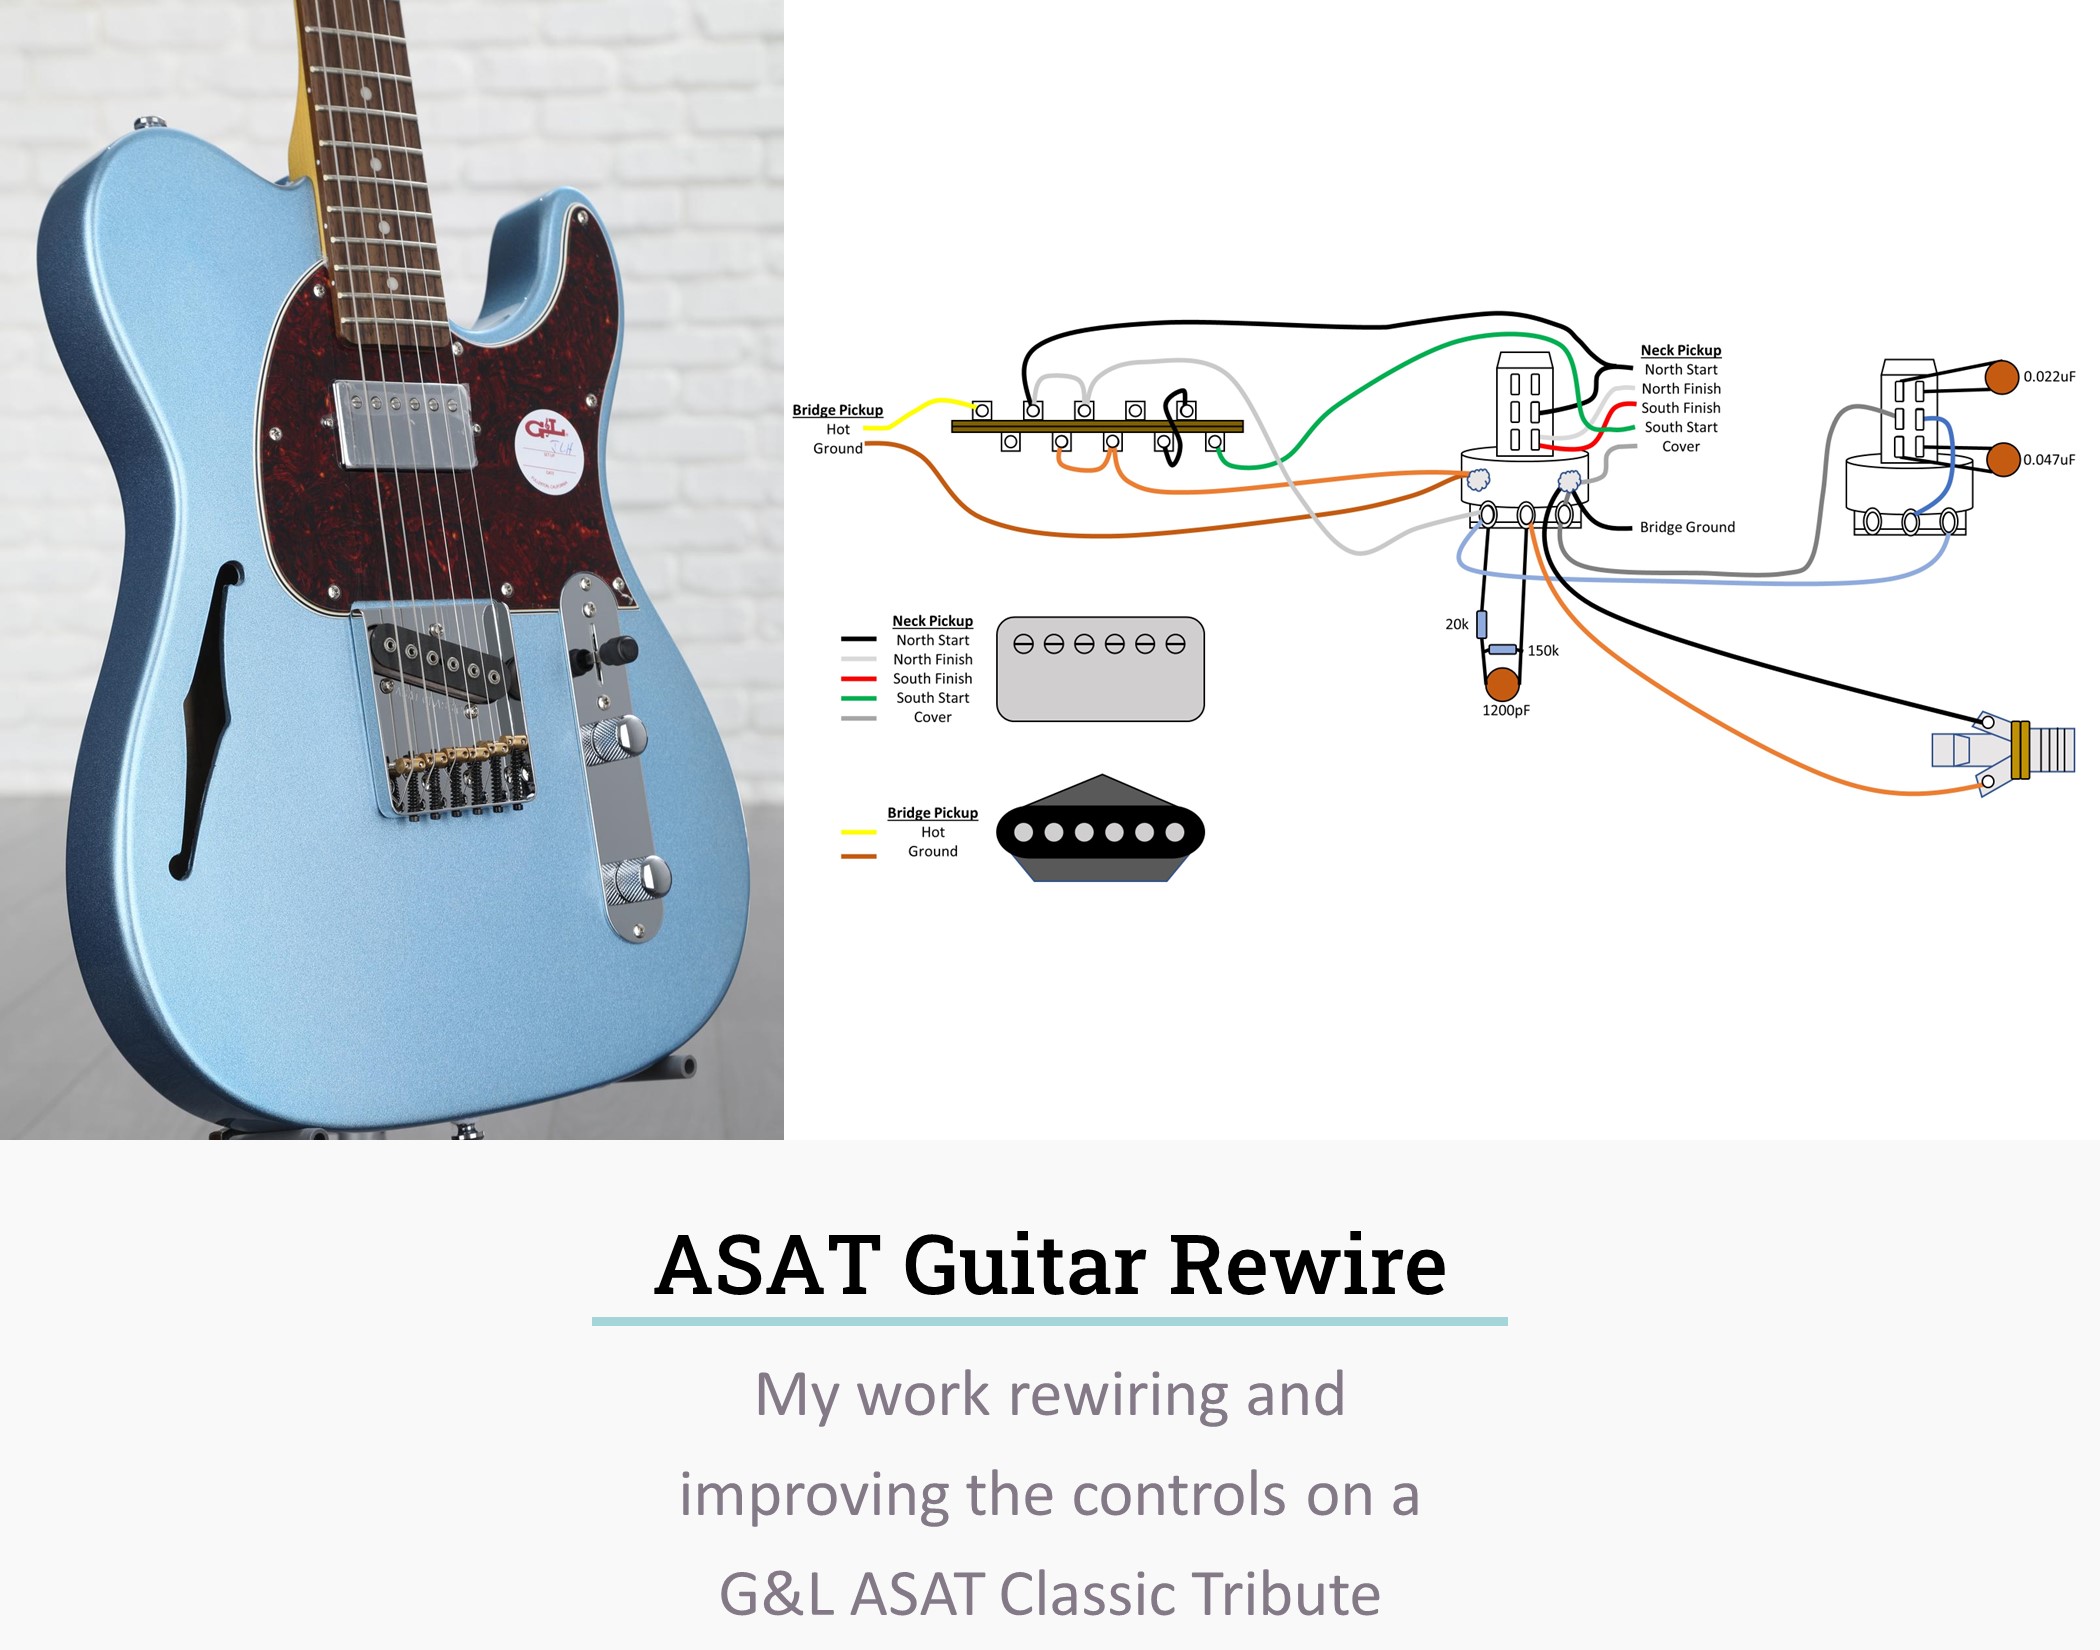 G&L
Neck Pickup
North Start
North Finish
South Finish
South Start
Cover
Bridge Pickup
Hot
Ground
0.022uF
0.047uF
Bridge Ground
20k
150k
1200pF
Neck Pickup
North Start
North Finish
South Finish
South Start
Cover
Bridge Pickup
Hot
Ground
ASAT Guitar Rewire
My work rewiring and
improving the controls on a
G&L ASAT Classic Tribute